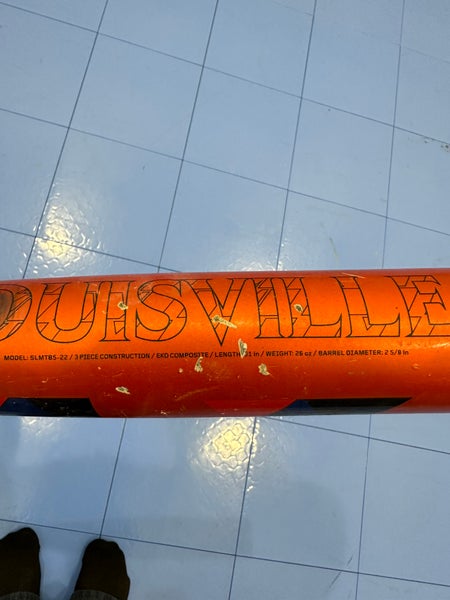 OUISVILLE
MODEL: SLMTB5-22 / 3 PIECE CONSTRUCTION / EKO COMPOSITE / LENGTH: 31 in / WEIGHT: 26 oz / BARREL DIAMETER: 2 5/8 in